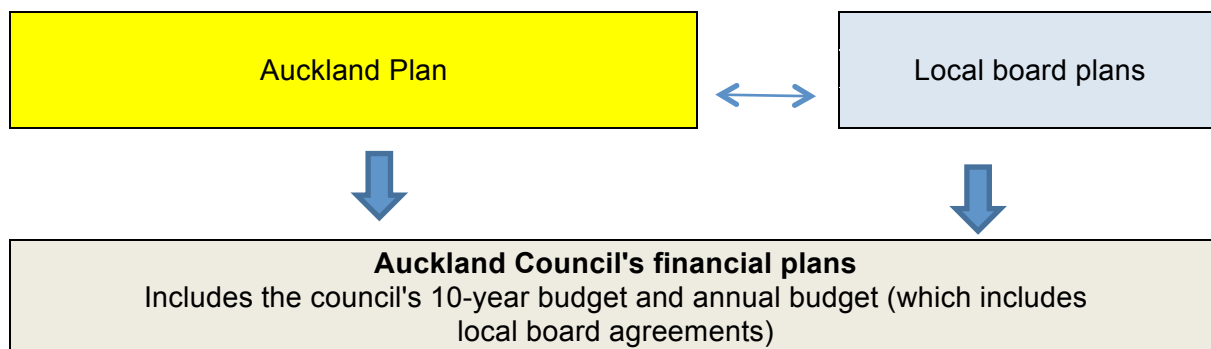 Auckland Plan
Local board plans
Auckland Council's financial plans
Includes the council's 10-year budget and annual budget (which includes
local board agreements)